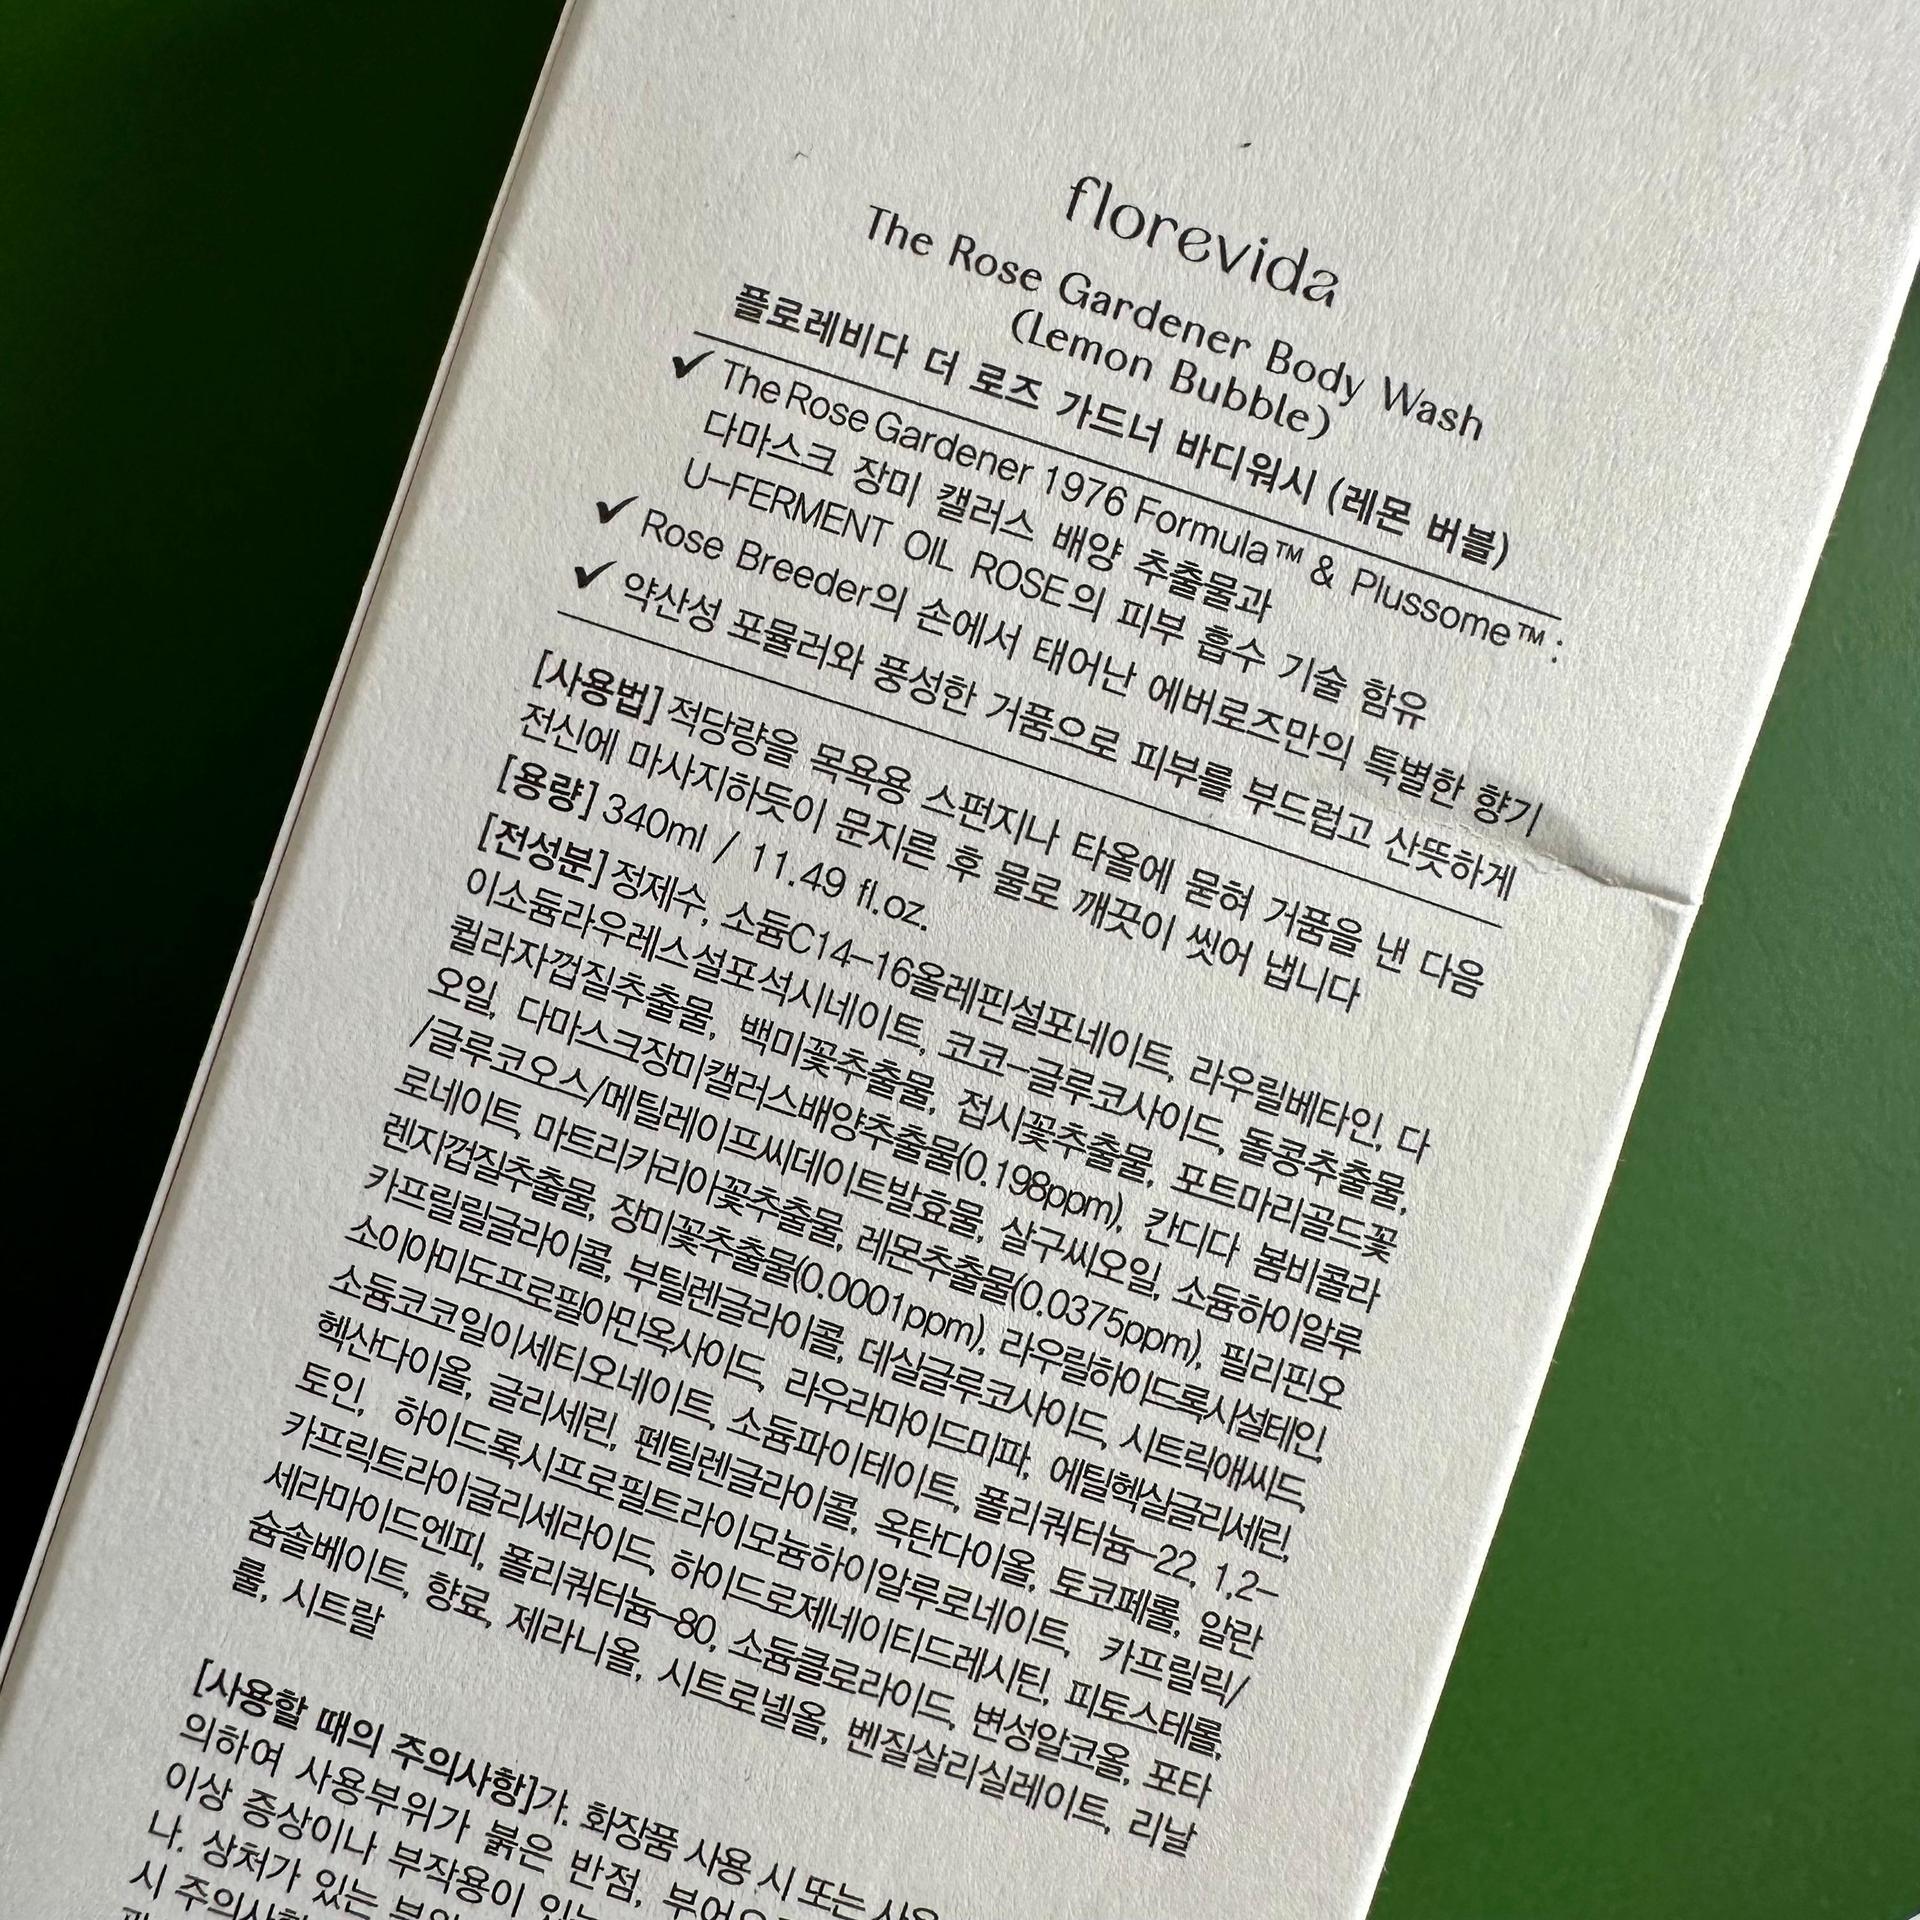 florevida
The Rose Gardener Body Wash
(Lemon Bubble)
플로레비다 더 로즈 가드너 바디워시 (레몬 버블)
✔ The Rose Gardener 1976 Formula™ & Plussome™ :
다마스크 장미 캘러스 배양 추출물과
U-FERMENT OIL ROSE의 피부 흡수 기술 함유
✔ Rose Breeder의 손에서 태어난 에버로즈만의 특별한 향기
✔ 약산성 포뮬러와 풍성한 거품으로 피부를 부드럽고 산뜻하게
[사용법] 적당량을 목욕용 스펀지나 타올에 묻혀 거품을 낸 다음
전신에 마사지하듯이 문지른 후 물로 깨끗이 씻어 냅니다
[용량] 340ml / 11.49 fl.oz.
[전성분] 정제수, 소듐C14-16올레핀설포네이트, 라우릴베타인, 다
이소듐라우레스설포석시네이트, 코코-글루코사이드, 돌콩추출물,
퀼라자껍질추출물, 백미꽃추출물, 접시꽃추출물, 포트마리골드꽃
오일, 다마스크장미캘러스배양추출물(0.198ppm), 칸디다 봄비콜라
/글루코오스/메틸레이프씨데이트발효물, 살구씨오일, 소듐하이알루
로네이트, 마트리카리아꽃추출물, 레몬추출물(0.0375ppm), 필리핀오
렌지껍질추출물, 장미꽃추출물(0.0001ppm), 라우릴하이드록시설테인,
카프릴릴글라이콜, 부틸렌글라이콜, 데실글루코사이드, 시트릭애씨드,
소이아미도프로필아민옥사이드, 라우라마이드미파, 에틸헥실글리세린,
소듐코코일이세티오네이트, 소듐파이테이트, 폴리쿼터늄-22, 1,2-
헥산다이올, 글리세린, 펜틸렌글라이콜, 옥탄다이올, 토코페롤, 알란
토인, 하이드록시프로필트라이모늄하이알루로네이트, 카프릴릭/
카프릭트라이글리세라이드, 하이드로제네이티드레시틴, 피토스테롤,
세라마이드엔피, 폴리쿼터늄-80, 소듐클로라이드, 변성알코올, 포타
슘솔베이트, 향료, 제라니올, 시트로넬올, 벤질살리실레이트, 리날
룰, 시트랄
[사용할 때의 주의사항]가. 화장품 사용 시 또는 사용
의하여 사용부위가 붉은 반점, 부어
이상 증상이나 부작용이 있는
나. 상처가 있는 부위
시 주의사항